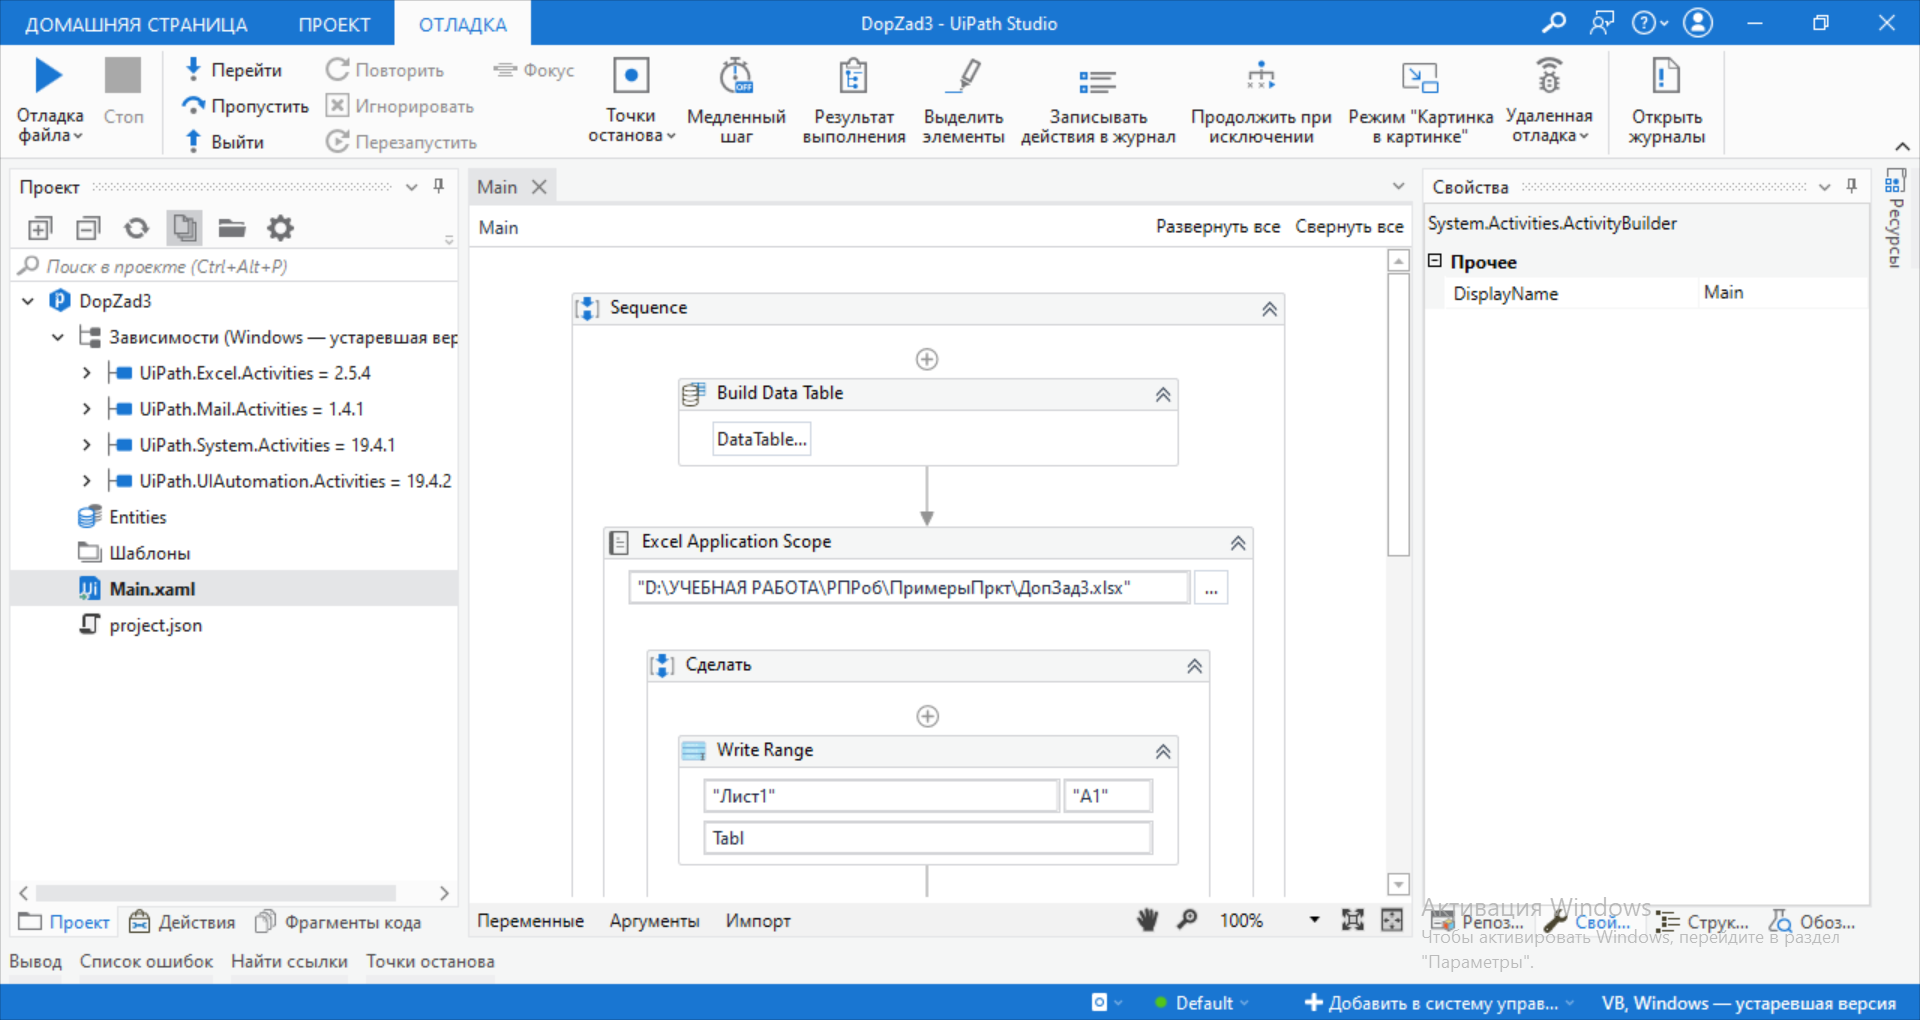 ДОМАШНЯЯ СТРАНИЦА ПРОЕКТ ОТЛАДКА DopZad3 - UiPath Studio
Отладка файла
Стоп
Перейти
Пропустить
Выйти
Повторить
Игнорировать
Перезапустить
Фокус
Точки останова
Медленный шаг
Результат выполнения
Выделить элементы
Записывать действия в журнал
Продолжить при исключении
Режим "Картинка в картинке"
Удаленная отладка
Открыть журналы
Проект
Поиск в проекте (Ctrl+Alt+P)
DopZad3
Зависимости (Windows — устаревшая вер
UiPath.Excel.Activities = 2.5.4
UiPath.Mail.Activities = 1.4.1
UiPath.System.Activities = 19.4.1
UiPath.UIAutomation.Activities = 19.4.2
Entities
Шаблоны
Main.xaml
project.json
Проект Действия Фрагменты кода
Main
Main Развернуть все Свернуть все
Sequence
Build Data Table
DataTable...
Excel Application Scope
"D:\УЧЕБНАЯ РАБОТА\РПРоб\ПримерыПркт\ДопЗад3.xlsx" ...
Сделать
Write Range
"Лист1" "A1"
Tabl
Переменные Аргументы Импорт 100%
Свойства
System.Activities.ActivityBuilder
Прочее
DisplayName Main
Ресурсы
Активация Windows
Репоз... Свой... Струк... Обоз...
Чтобы активировать Windows, перейдите в раздел
"Параметры".
Вывод Список ошибок Найти ссылки Точки останова
Default Добавить в систему управ... VB, Windows — устаревшая версия